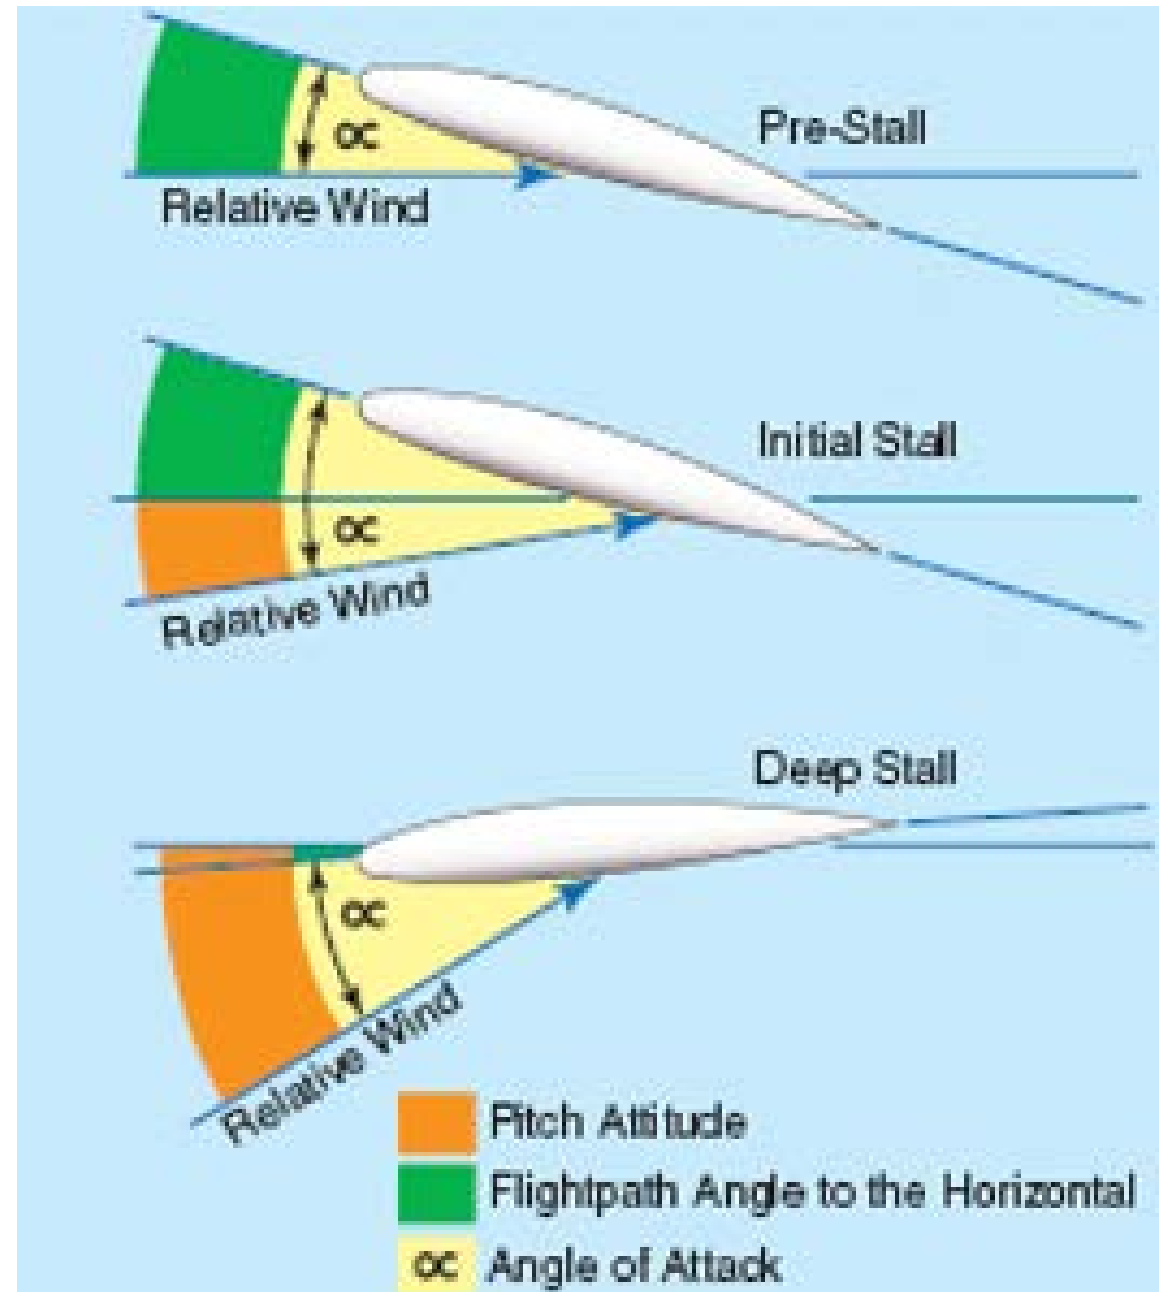 Pre-Stall
∝
Relative Wind
Initial Stall
∝
Relative Wind
Deep Stall
∝
Relative Wind
Pitch Attitude
Flightpath Angle to the Horizontal
∝ Angle of Attack